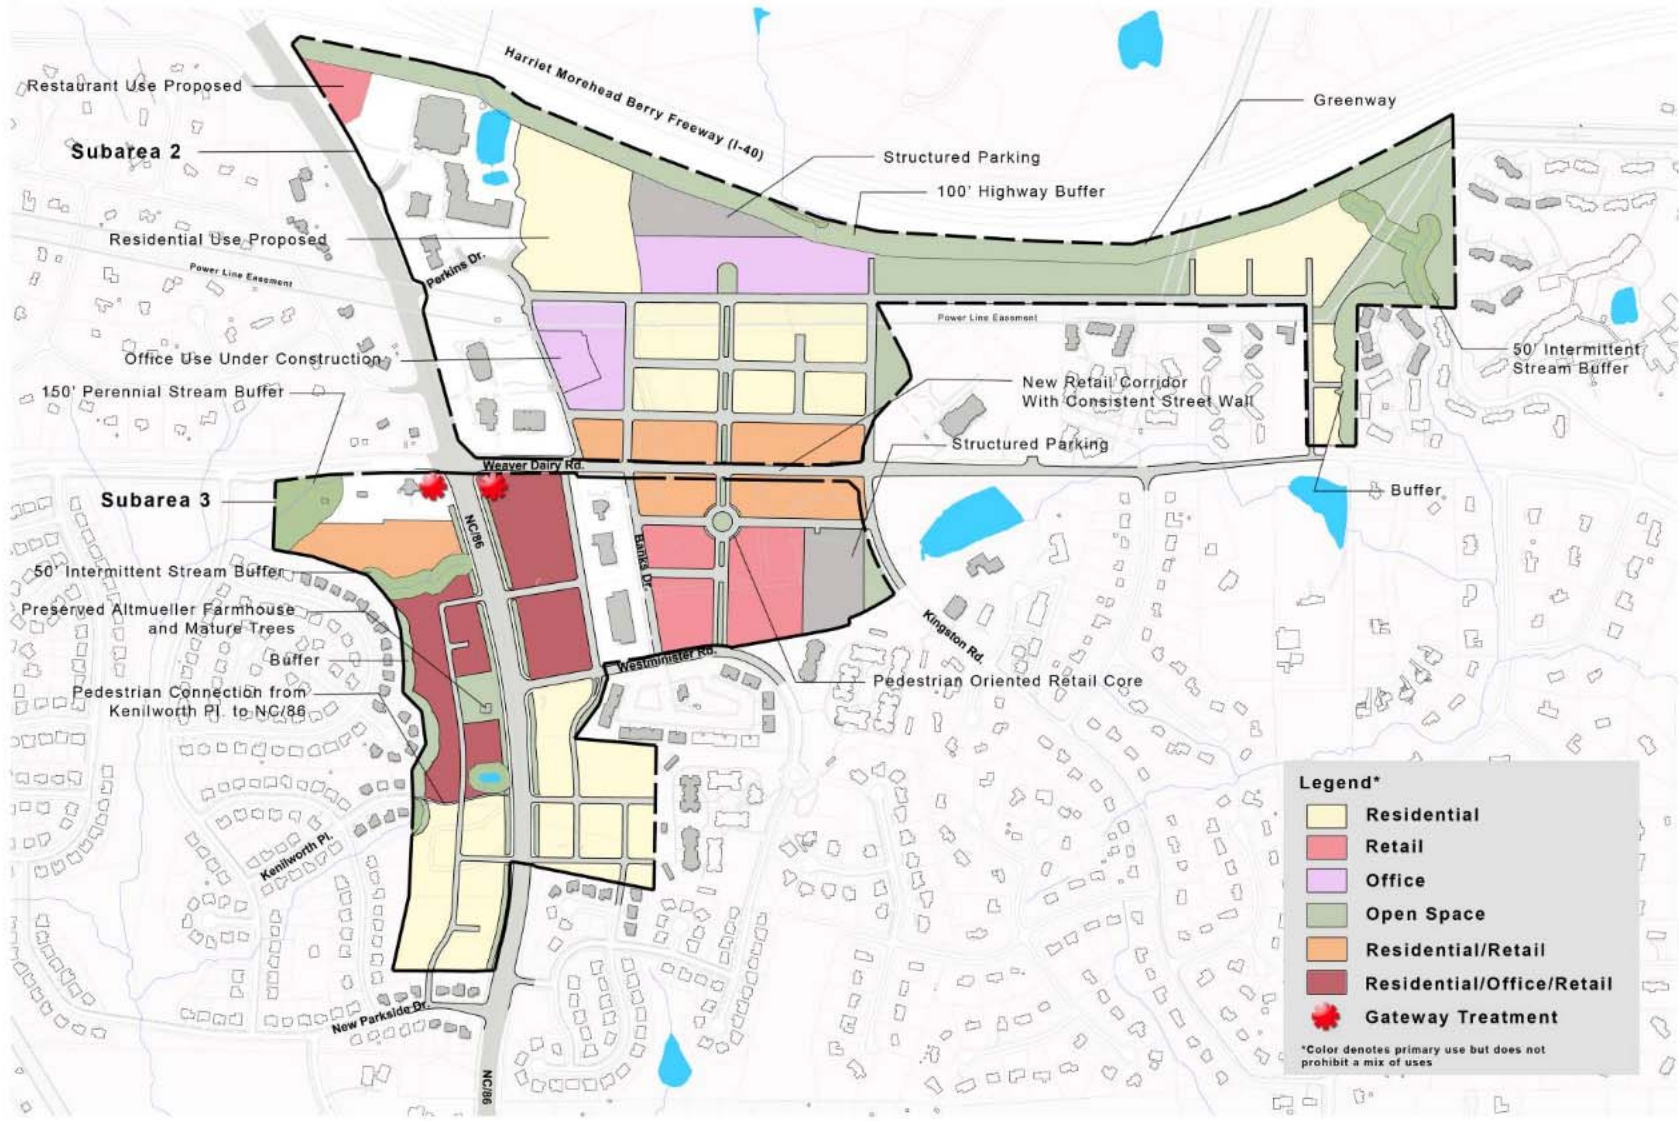 Harriet Morehead Berry Freeway (I-40)
Restaurant Use Proposed
Greenway
Subarea 2
Structured Parking
100' Highway Buffer
Residential Use Proposed
Perkins Dr.
Power Line Easement
Power Line Easment
Office Use Under Construction
50' Intermittent
Stream Buffer
150' Perennial Stream Buffer
New Retail Corridor
With Consistent Street Wall
Structured Parking
Weaver Dairy Rd.
Subarea 3
Buffer
NC/86
Banks Dr.
50' Intermittent Stream Buffer
Preserved Altmueller Farmhouse
and Mature Trees
Kingston Rd.
Buffer
Westminister Rd.
Pedestrian Oriented Retail Core
Pedestrian Connection from
Kenilworth Pl. to NC/86
Kenilworth Pl.
New Parkside Dr.
NC/86
Legend*
Residential
Retail
Office
Open Space
Residential/Retail
Residential/Office/Retail
Gateway Treatment
*Color denotes primary use but does not
prohibit a mix of uses